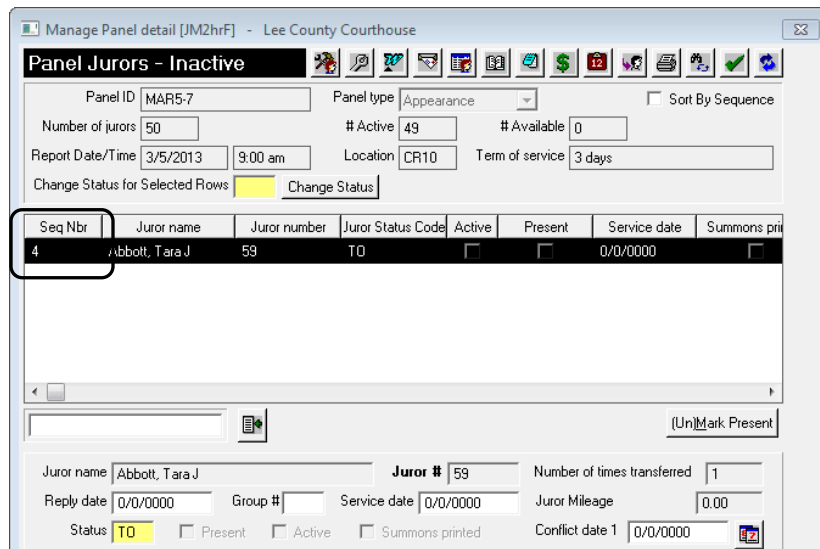 Manage Panel detail [JM2hrF] - Lee County Courthouse
Panel Jurors - Inactive
12
Panel ID MAR5-7 Panel type Appearance Sort By Sequence
Number of jurors 50 # Active 49 # Available 0
Report Date/Time 3/5/2013 9:00 am Location CR10 Term of service 3 days
Change Status for Selected Rows Change Status
Seq Nbr Juror name Juror number Juror Status Code Active Present Service date Summons pri
4 Abbott, Tara J 59 TO 0/0/0000
(Un)Mark Present
Juror name Abbott, Tara J Juror # 59 Number of times transferred 1
Reply date 0/0/0000 Group # Service date 0/0/0000 Juror Mileage 0.00
Status TO Present Active Summons printed Conflict date 1 0/0/0000